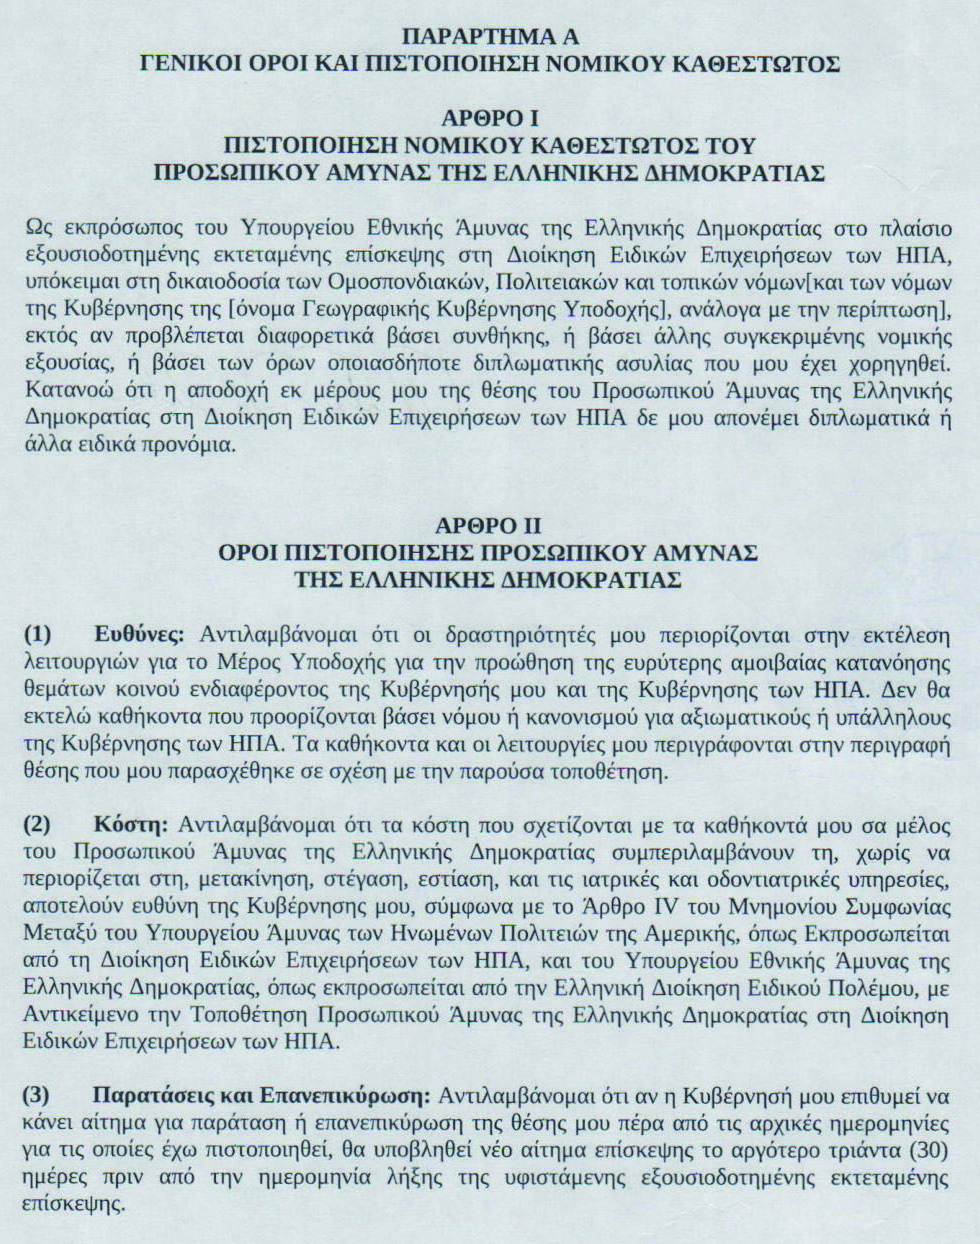 ΠΑΡΑΡΤΗΜΑ Α
ΓΕΝΙΚΟΙ ΟΡΟΙ ΚΑΙ ΠΙΣΤΟΠΟΙΗΣΗ ΝΟΜΙΚΟΥ ΚΑΘΕΣΤΩΤΟΣ
ΑΡΘΡΟ Ι
ΠΙΣΤΟΠΟΙΗΣΗ ΝΟΜΙΚΟΥ ΚΑΘΕΣΤΩΤΟΣ ΤΟΥ
ΠΡΟΣΩΠΙΚΟΥ ΑΜΥΝΑΣ ΤΗΣ ΕΛΛΗΝΙΚΗΣ ΔΗΜΟΚΡΑΤΙΑΣ
Ως εκπρόσωπος του Υπουργείου Εθνικής Άμυνας της Ελληνικής Δημοκρατίας στο πλαίσιο
εξουσιοδοτημένης εκτεταμένης επίσκεψης στη Διοίκηση Ειδικών Επιχειρήσεων των ΗΠΑ,
υπόκειμαι στη δικαιοδοσία των Ομοσπονδιακών, Πολιτειακών και τοπικών νόμων[και των νόμων
της Κυβέρνησης της [όνομα Γεωγραφικής Κυβέρνησης Υποδοχής], ανάλογα με την περίπτωση],
εκτός αν προβλέπεται διαφορετικά βάσει συνθήκης, ή βάσει άλλης συγκεκριμένης νομικής
εξουσίας, ή βάσει των όρων οποιασδήποτε διπλωματικής ασυλίας που μου έχει χορηγηθεί.
Κατανοώ ότι η αποδοχή εκ μέρους μου της θέσης του Προσωπικού Άμυνας της Ελληνικής
Δημοκρατίας στη Διοίκηση Ειδικών Επιχειρήσεων των ΗΠΑ δε μου απονέμει διπλωματικά ή
άλλα ειδικά προνόμια.
ΑΡΘΡΟ ΙΙ
ΟΡΟΙ ΠΙΣΤΟΠΟΙΗΣΗΣ ΠΡΟΣΩΠΙΚΟΥ ΑΜΥΝΑΣ
ΤΗΣ ΕΛΛΗΝΙΚΗΣ ΔΗΜΟΚΡΑΤΙΑΣ
(1) Ευθύνες: Αντιλαμβάνομαι ότι οι δραστηριότητές μου περιορίζονται στην εκτέλεση
λειτουργιών για το Μέρος Υποδοχής για την προώθηση της ευρύτερης αμοιβαίας κατανόησης
θεμάτων κοινού ενδιαφέροντος της Κυβέρνησής μου και της Κυβέρνησης των ΗΠΑ. Δεν θα
εκτελώ καθήκοντα που προορίζονται βάσει νόμου ή κανονισμού για αξιωματικούς ή υπάλληλους
της Κυβέρνησης των ΗΠΑ. Τα καθήκοντα και οι λειτουργίες μου περιγράφονται στην περιγραφή
θέσης που μου παρασχέθηκε σε σχέση με την παρούσα τοποθέτηση.
(2) Κόστη: Αντιλαμβάνομαι ότι τα κόστη που σχετίζονται με τα καθήκοντά μου σα μέλος
του Προσωπικού Άμυνας της Ελληνικής Δημοκρατίας συμπεριλαμβάνουν τη, χωρίς να
περιορίζεται στη, μετακίνηση, στέγαση, εστίαση, και τις ιατρικές και οδοντιατρικές υπηρεσίες,
αποτελούν ευθύνη της Κυβέρνησης μου, σύμφωνα με το Άρθρο IV του Μνημονίου Συμφωνίας
Μεταξύ του Υπουργείου Άμυνας των Ηνωμένων Πολιτειών της Αμερικής, όπως Εκπροσωπείται
από τη Διοίκηση Ειδικών Επιχειρήσεων των ΗΠΑ, και του Υπουργείου Εθνικής Άμυνας της
Ελληνικής Δημοκρατίας, όπως εκπροσωπείται από την Ελληνική Διοίκηση Ειδικού Πολέμου, με
Αντικείμενο την Τοποθέτηση Προσωπικού Άμυνας της Ελληνικής Δημοκρατίας στη Διοίκηση
Ειδικών Επιχειρήσεων των ΗΠΑ.
(3) Παρατάσεις και Επανεπικύρωση: Αντιλαμβάνομαι ότι αν η Κυβέρνησή μου επιθυμεί να
κάνει αίτημα για παράταση ή επανεπικύρωση της θέσης μου πέρα από τις αρχικές ημερομηνίες
για τις οποίες έχω πιστοποιηθεί, θα υποβληθεί νέο αίτημα επίσκεψης το αργότερο τριάντα (30)
ημέρες πριν από την ημερομηνία λήξης της υφιστάμενης εξουσιοδοτημένης εκτεταμένης
επίσκεψης.